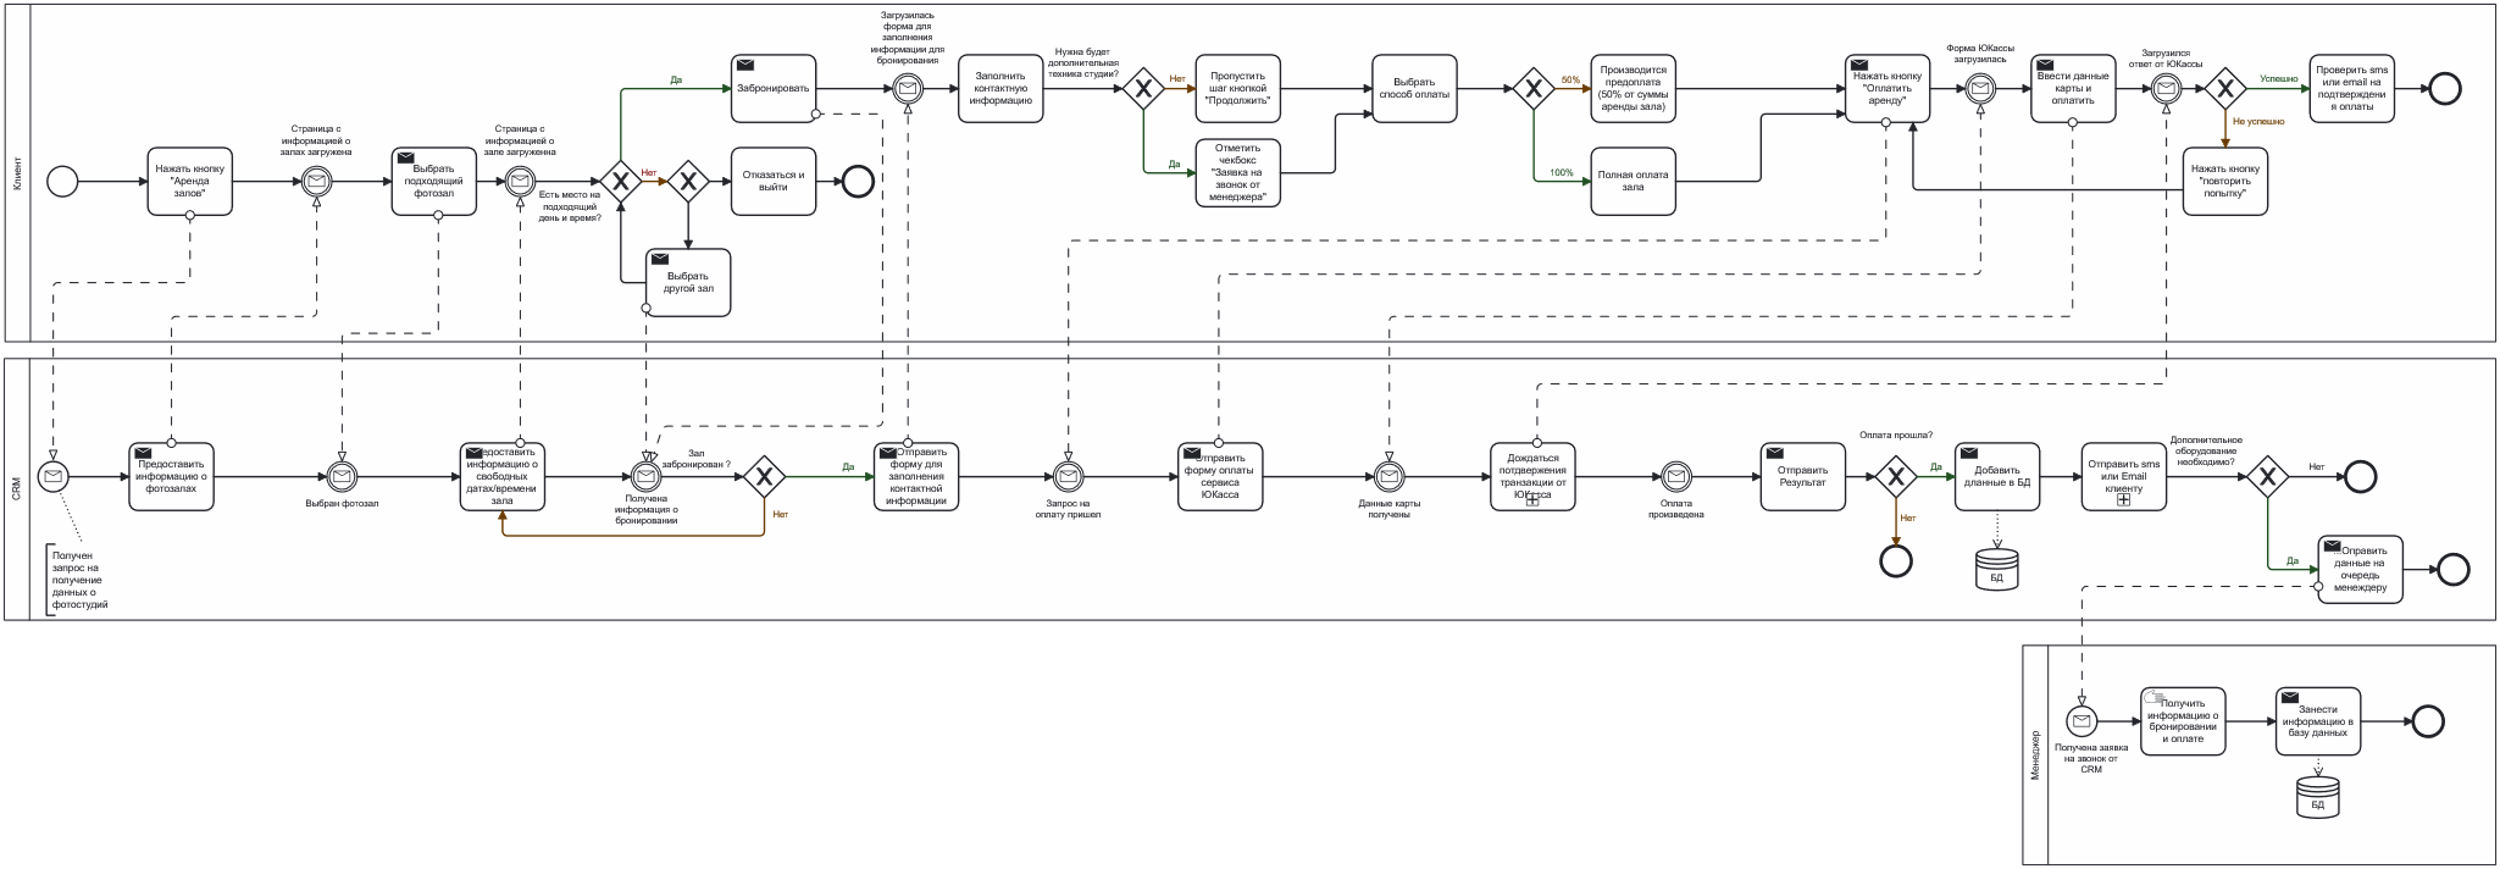 Клиент
Нажать кнопку
"Аренда
залов"
Страница с
информацией о
залах загружена
Выбрать
подходящий
фотозал
Страница с
информацией о
зале загруженна
Есть место на
подходящий
день и время?
Да
Нет
Забронировать
Отказаться и
выйти
Выбрать
другой зал
Загрузилась
форма для
заполнения
информации для
бронирования
Заполнить
контактную
информацию
Нужна будет
дополнительная
техника студии?
Нет
Да
Пропустить
шаг кнопкой
"Продолжить"
Отметить
чекбокс
"Заявка на
звонок от
менеджера"
Выбрать
способ оплаты
50%
100%
Производится
предоплата
(50% от суммы
аренды зала)
Полная оплата
зала
Нажать кнопку
"Оплатить
аренду"
Форма ЮКассы
загрузилась
Ввести данные
карты и
оплатить
Загрузился
ответ от ЮКассы
Успешно
Не успешно
Проверить sms
или email на
подтверждени
я оплаты
Нажать кнопку
"повторить
попытку"
CRM
Получен
запрос на
получение
данных о
фотостудий
Предоставить
информацию о
фотозалах
Выбран фотозал
едоставить
информацию о
свободных
датах/времени
зала
Получена
информация о
бронировании
Зал
забронирован ?
Да
Нет
Отправить
форму для
заполнения
контактной
информации
Запрос на
оплату пришел
Отправить
форму оплаты
сервиса
ЮКасса
Данные карты
получены
Дождаться
потдвержения
транзакции от
ЮКасса
Оплата
произведена
Отправить
Результат
Оплата прошла?
Да
Нет
Добавить
дланные в БД
БД
Отправить sms
или Email
клиенту
Дополнительное
оборудование
необходимо?
Нет
Да
Оправить
данные на
очередь
менеждеру
Менеджер
Получена заявка
на звонок от
CRM
Получить
информацию о
бронировании
и оплате
Занести
информацию в
базу данных
БД